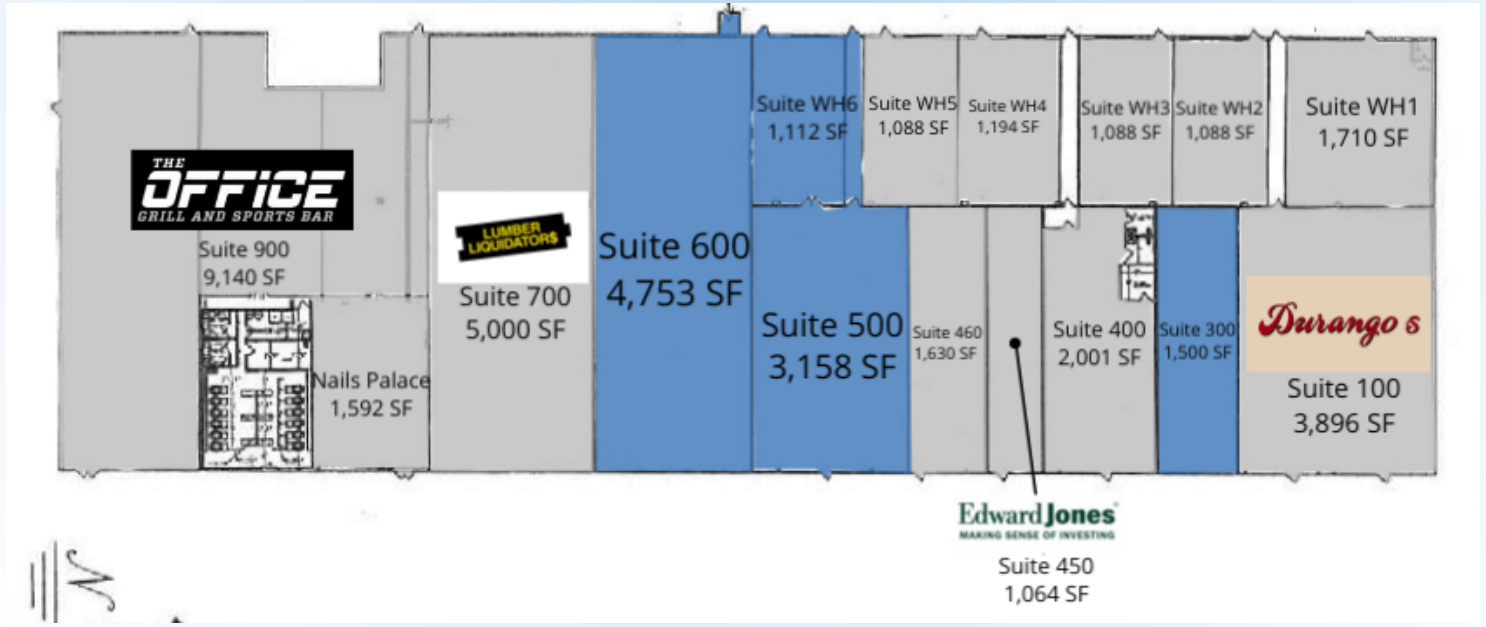 THE
OFFICE
GRILL AND SPORTS BAR
Suite 900
9,140 SF
Nails Palace
1,592 SF
LUMBER
LIQUIDATORS
Suite 700
5,000 SF
Suite 600
4,753 SF
Suite WH6
1,112 SF
Suite WH5
1,088 SF
Suite WH4
1,194 SF
Suite WH3
1,088 SF
Suite WH2
1,088 SF
Suite WH1
1,710 SF
Suite 500
3,158 SF
Suite 460
1,630 SF
Suite 400
2,001 SF
Suite 300
1,500 SF
Durango s
Suite 100
3,896 SF
Edward Jones
MAKING SENSE OF INVESTING
Suite 450
1,064 SF